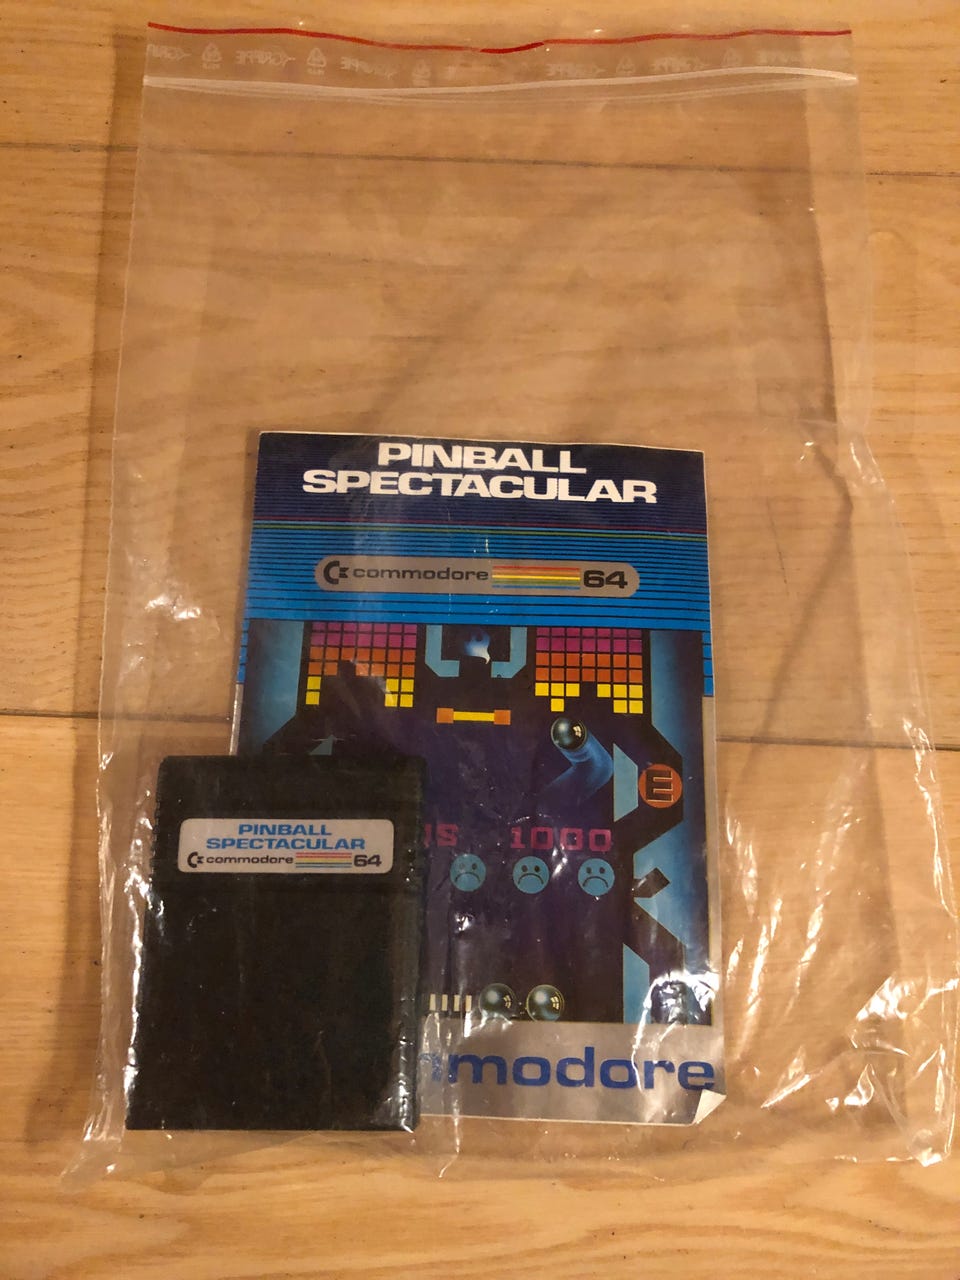 PINBALL
SPECTACULAR
commodore 64
E
1000
PINBALL
SPECTACULAR
commodore 64
mmodore